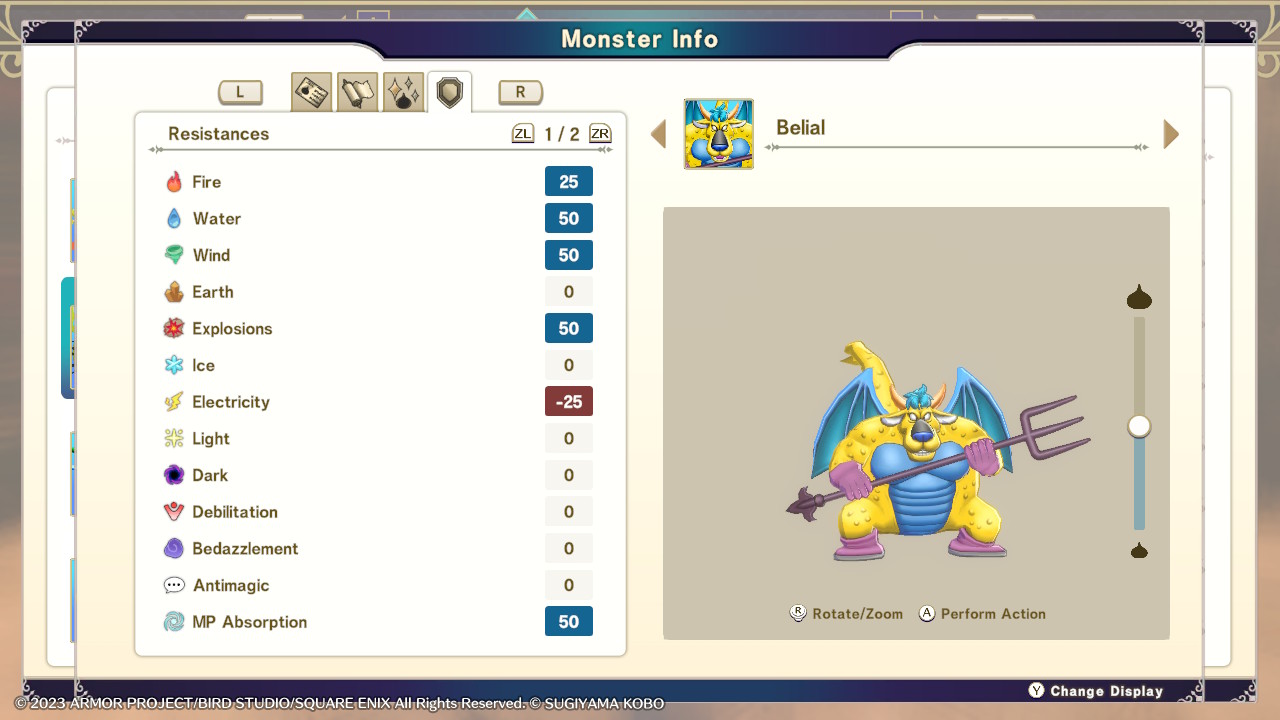 Monster Info
L
R
Resistances
ZL 1 / 2 ZR
Fire 25
Water 50
Wind 50
Earth 0
Explosions 50
Ice 0
Electricity -25
Light 0
Dark 0
Debilitation 0
Bedazzlement 0
Antimagic 0
MP Absorption 50
Belial
R Rotate/Zoom A Perform Action
Y Change Display
© 2023 ARMOR PROJECT/BIRD STUDIO/SQUARE ENIX All Rights Reserved. © SUGIYAMA KOBO